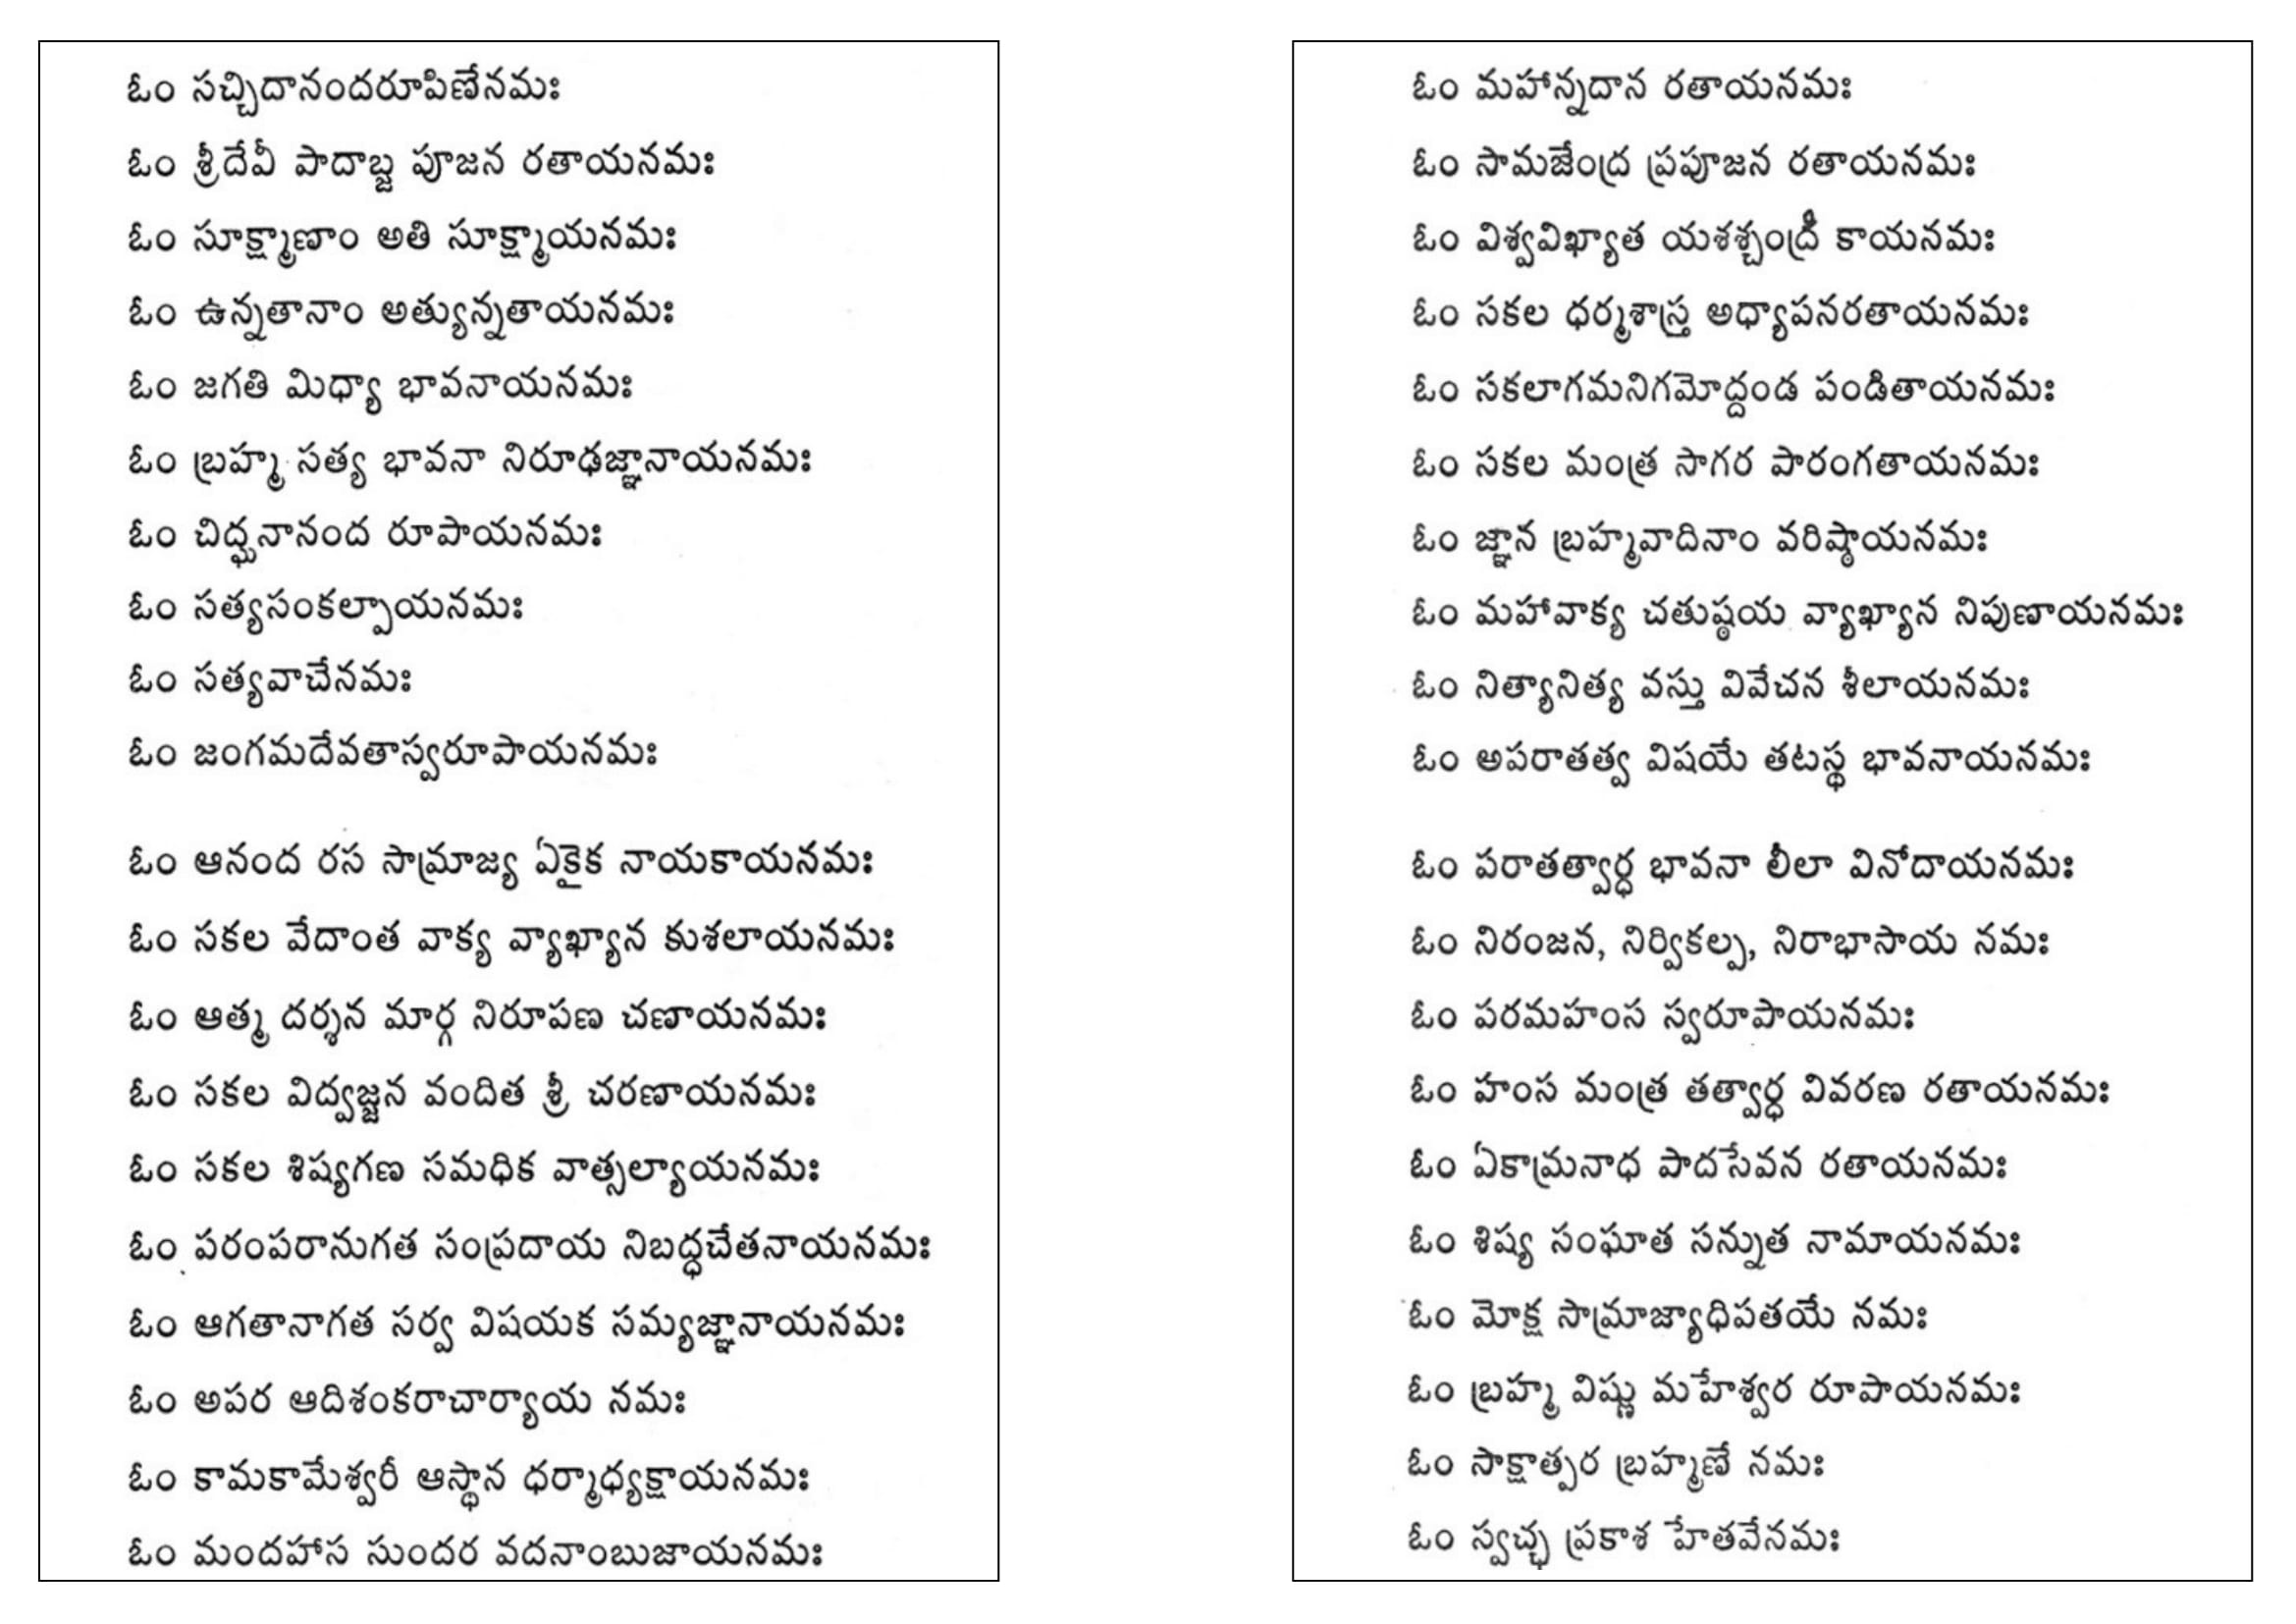 ఓం సచ్చిదానందరూపిణేనమః
ఓం శ్రీదేవీ పాదాబ్జ పూజన రతాయనమః
ఓం సూక్ష్మాణాం అతి సూక్ష్మాయనమః
ఓం ఉన్నతానాం అత్యున్నతాయనమః
ఓం జగతి మిధ్యా భావనాయనమః
ఓం బ్రహ్మ సత్య భావనా నిరూఢజ్ఞానాయనమః
ఓం చిద్ఘనానంద రూపాయనమః
ఓం సత్యసంకల్పాయనమః
ఓం సత్యవాచేనమః
ఓం జంగమదేవతాస్వరూపాయనమః
ఓం ఆనంద రస సామ్రాజ్య ఏకైక నాయకాయనమః
ఓం సకల వేదాంత వాక్య వ్యాఖ్యాన కుశలాయనమః
ఓం ఆత్మ దర్శన మార్గ నిరూపణ చణాయనమః
ఓం సకల విద్వజ్జన వందిత శ్రీ చరణాయనమః
ఓం సకల శిష్యగణ సమధిక వాత్సల్యాయనమః
ఓం పరంపరానుగత సంప్రదాయ నిబద్ధచేతనాయనమః
ఓం ఆగతానాగత సర్వ విషయక సమ్యజ్ఞానాయనమః
ఓం అపర ఆదిశంకరాచార్యాయ నమః
ఓం కామకామేశ్వరీ ఆస్థాన ధర్మాధ్యక్షాయనమః
ఓం మందహాస సుందర వదనాంబుజాయనమః
ఓం మహాన్నదాన రతాయనమః
ఓం సామజేంద్ర ప్రపూజన రతాయనమః
ఓం విశ్వవిఖ్యాత యశశ్చంద్రి కాయనమః
ఓం సకల ధర్మశాస్త్ర అధ్యాపనరతాయనమః
ఓం సకలాగమనిగమోద్దండ పండితాయనమః
ఓం సకల మంత్ర సాగర పారంగతాయనమః
ఓం జ్ఞాన బ్రహ్మవాదినాం వరిష్ఠాయనమః
ఓం మహావాక్య చతుష్ఠయ వ్యాఖ్యాన నిపుణాయనమః
ఓం నిత్యానిత్య వస్తు వివేచన శీలాయనమః
ఓం అపరాతత్వ విషయే తటస్థ భావనాయనమః
ఓం పరాతత్వార్ధ భావనా లీలా వినోదాయనమః
ఓం నిరంజన, నిర్వికల్ప, నిరాభాసాయ నమః
ఓం పరమహంస స్వరూపాయనమః
ఓం హంస మంత్ర తత్వార్ధ వివరణ రతాయనమః
ఓం ఏకామ్రనాధ పాదసేవన రతాయనమః
ఓం శిష్య సంఘాత సన్నుత నామాయనమః
ఓం మోక్ష సామ్రాజ్యాధిపతయే నమః
ఓం బ్రహ్మ విష్ణు మహేశ్వర రూపాయనమః
ఓం సాక్షాత్పర బ్రహ్మణే నమః
ఓం స్వచ్ఛ ప్రకాశ హేతవేనమః